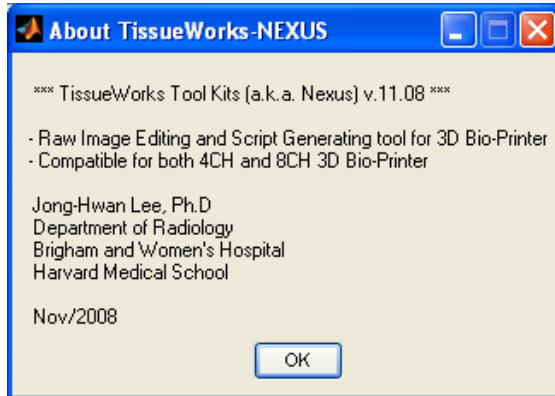 About TissueWorks-NEXUS
*** TissueWorks Tool Kits (a.k.a. Nexus) v.11.08 ***
- Raw Image Editing and Script Generating tool for 3D Bio-Printer
- Compatible for both 4CH and 8CH 3D Bio-Printer
Jong-Hwan Lee, Ph.D
Department of Radiology
Brigham and Women's Hospital
Harvard Medical School
Nov/2008
OK